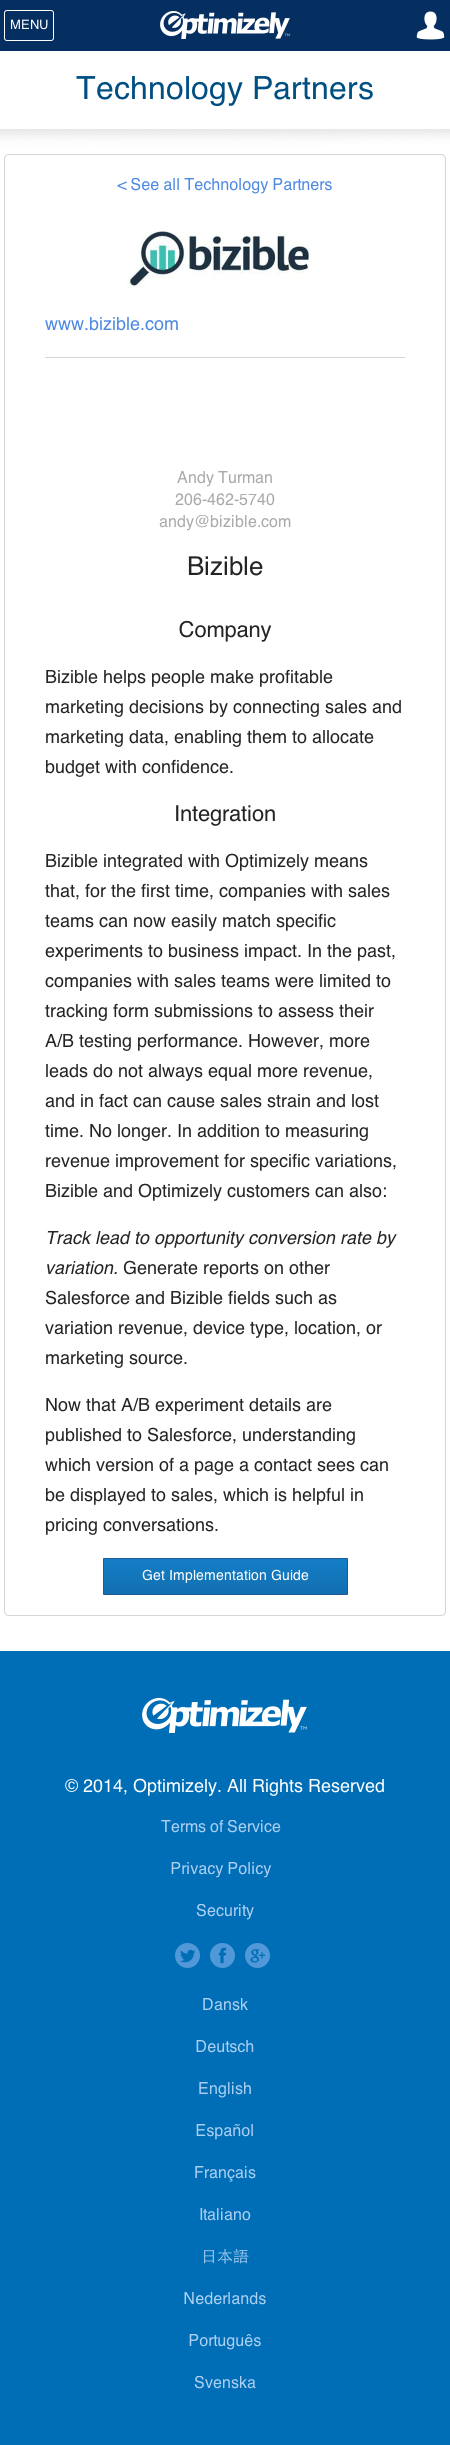 MENU
Optimizely™
Technology Partners
< See all Technology Partners
bizible
www.bizible.com
Andy Turman
206-462-5740
andy@bizible.com
Bizible
Company
Bizible helps people make profitable
marketing decisions by connecting sales and
marketing data, enabling them to allocate
budget with confidence.
Integration
Bizible integrated with Optimizely means
that, for the first time, companies with sales
teams can now easily match specific
experiments to business impact. In the past,
companies with sales teams were limited to
tracking form submissions to assess their
A/B testing performance. However, more
leads do not always equal more revenue,
and in fact can cause sales strain and lost
time. No longer. In addition to measuring
revenue improvement for specific variations,
Bizible and Optimizely customers can also:
Track lead to opportunity conversion rate by
variation. Generate reports on other
Salesforce and Bizible fields such as
variation revenue, device type, location, or
marketing source.
Now that A/B experiment details are
published to Salesforce, understanding
which version of a page a contact sees can
be displayed to sales, which is helpful in
pricing conversations.
Get Implementation Guide
Optimizely™
© 2014, Optimizely. All Rights Reserved
Terms of Service
Privacy Policy
Security
Dansk
Deutsch
English
Español
Français
Italiano
日本語
Nederlands
Português
Svenska